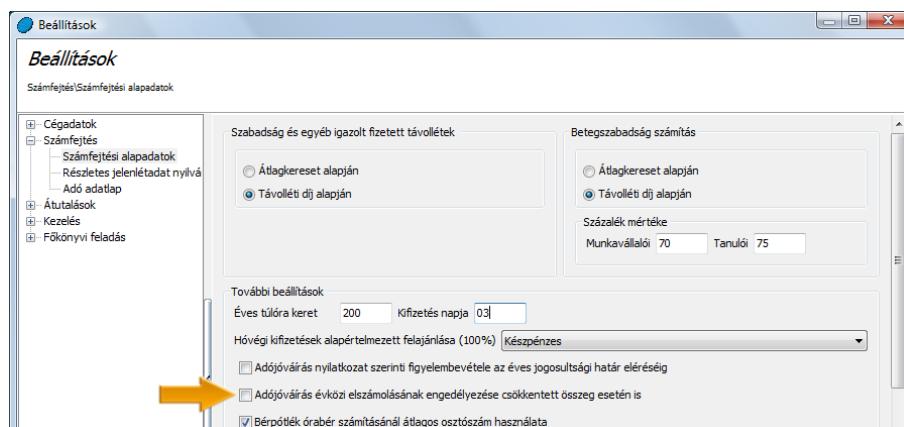 Beállítások
Beállítások
Számfejtés\Számfejtési alapadatok
Cégadatok
Számfejtés
Számfejtési alapadatok
Részletes jelenlétadat nyilvá
Adó adatlap
Átutalások
Kezelés
Főkönyvi feladás
Szabadság és egyéb igazolt fizetett távollétek
Átlagkereset alapján
Távolléti díj alapján
Betegszabadság számítás
Átlagkereset alapján
Távolléti díj alapján
Százalék mértéke
Munkavállalói 70 Tanulói 75
További beállítások
Éves túlóra keret 200 Kifizetés napja 03
Hóvégi kifizetések alapértelmezett felajánlása (100%) Készpénzes
Adójóváírás nyilatkozat szerinti figyelembevétele az éves jogosultsági határ eléréséig
Adójóváírás évközi elszámolásának engedélyezése csökkentett összeg esetén is
Bérpótlék órabér számításánál átlagos osztószám használata